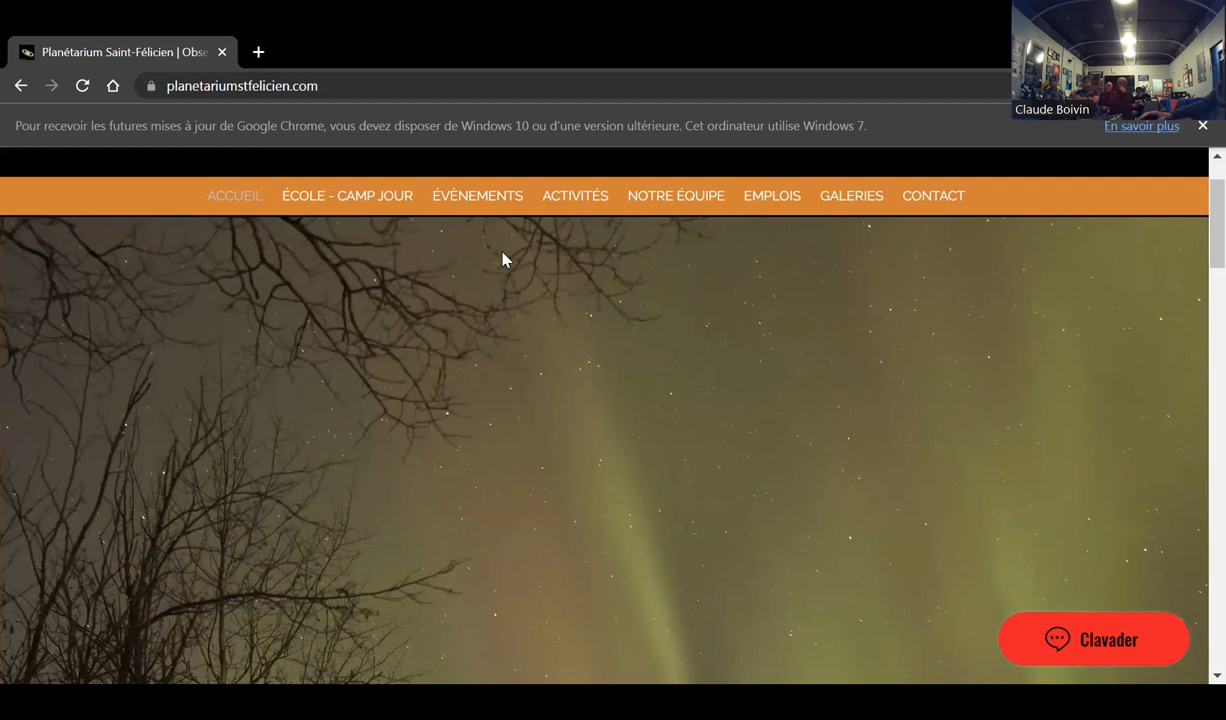 Planétarium Saint-Félicien | Obse
planetariumstfelicien.com
Claude Boivin
Pour recevoir les futures mises à jour de Google Chrome, vous devez disposer de Windows 10 ou d'une version ultérieure. Cet ordinateur utilise Windows 7.
En savoir plus
ACCUEIL ÉCOLE - CAMP JOUR ÉVÈNEMENTS ACTIVITÉS NOTRE ÉQUIPE EMPLOIS GALERIES CONTACT
Clavader